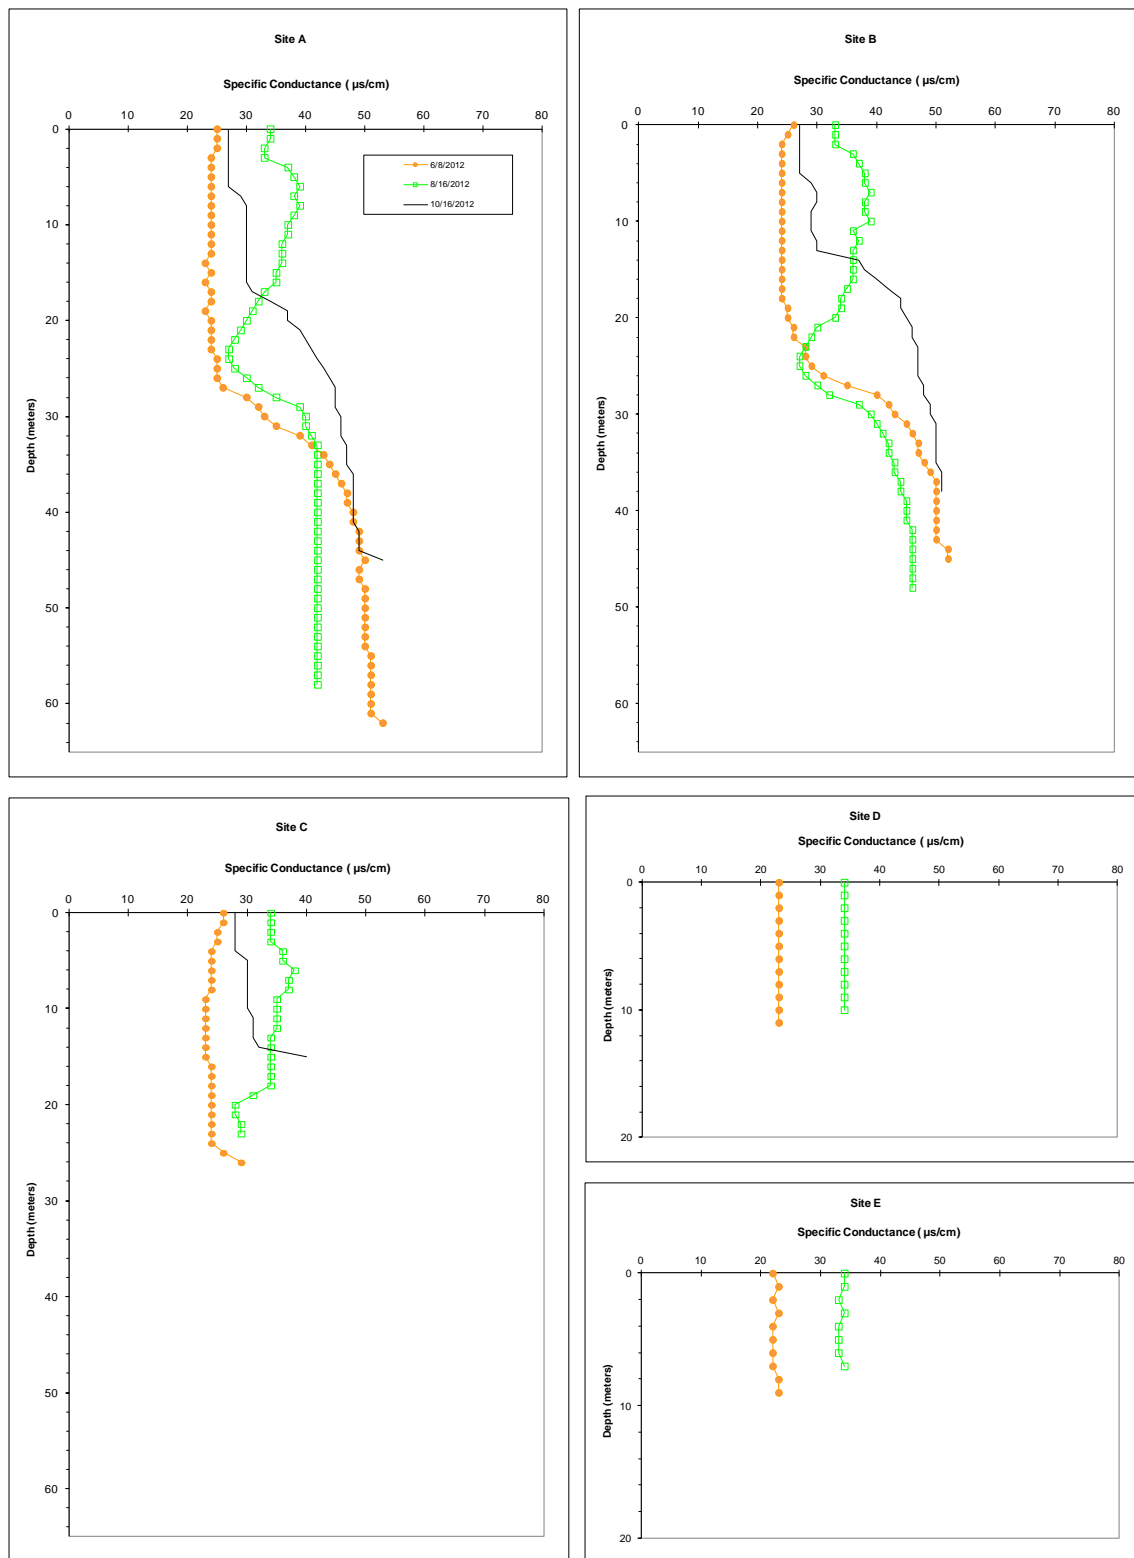 Site A
Specific Conductance ( µs/cm)
0 10 20 30 40 50 60 70 80
0
10
20
30
40
50
60
Depth (meters)
6/8/2012
8/16/2012
10/16/2012
Site B
Specific Conductance ( µs/cm)
0 10 20 30 40 50 60 70 80
0
10
20
30
40
50
60
Depth (meters)
Site C
Specific Conductance ( µs/cm)
0 10 20 30 40 50 60 70 80
0
10
20
30
40
50
60
Depth (meters)
Site D
Specific Conductance ( µs/cm)
0 10 20 30 40 50 60 70 80
0
10
20
Depth (meters)
Site E
Specific Conductance ( µs/cm)
0 10 20 30 40 50 60 70 80
0
10
20
Depth (meters)